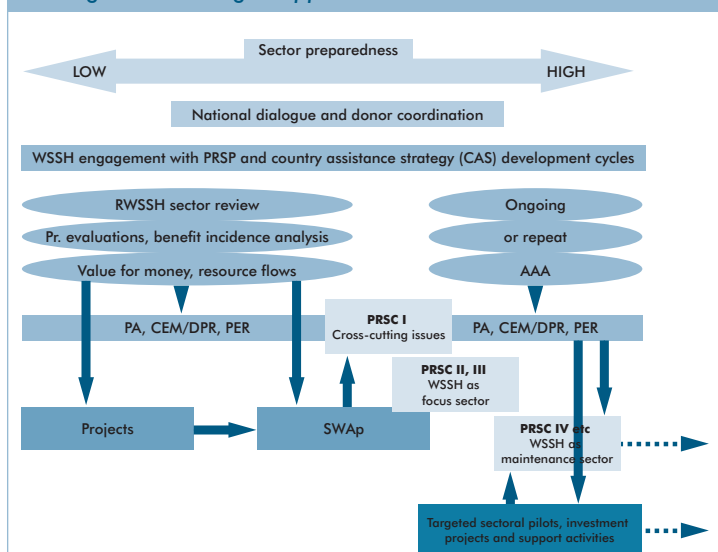 Sector preparedness
LOW
HIGH
National dialogue and donor coordination
WSSH engagement with PRSP and country assistance strategy (CAS) development cycles
RWSSH sector review
Ongoing
Pr. evaluations, benefit incidence analysis
or repeat
Value for money, resource flows
AAA
PA, CEM/DPR, PER
PRSC I
Cross-cutting issues
PA, CEM/DPR, PER
PRSC II, III
WSSH as
focus sector
Projects
SWAp
PRSC IV etc
WSSH as
maintenance sector
Targeted sectoral pilots, investment
projects and support activities